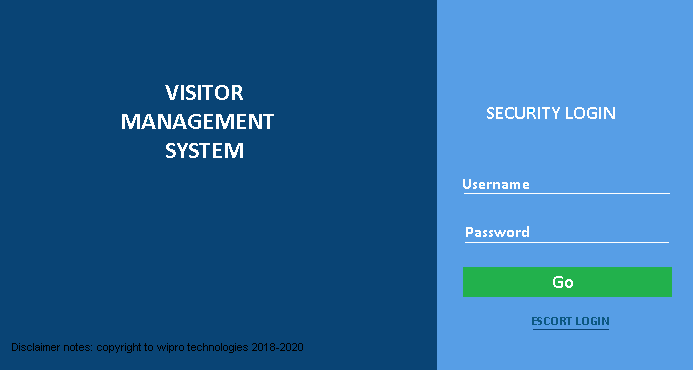 VISITOR
MANAGEMENT
SYSTEM
SECURITY LOGIN
Username
Password
Go
ESCORT LOGIN
Disclaimer notes: copyright to wipro technologies 2018-2020